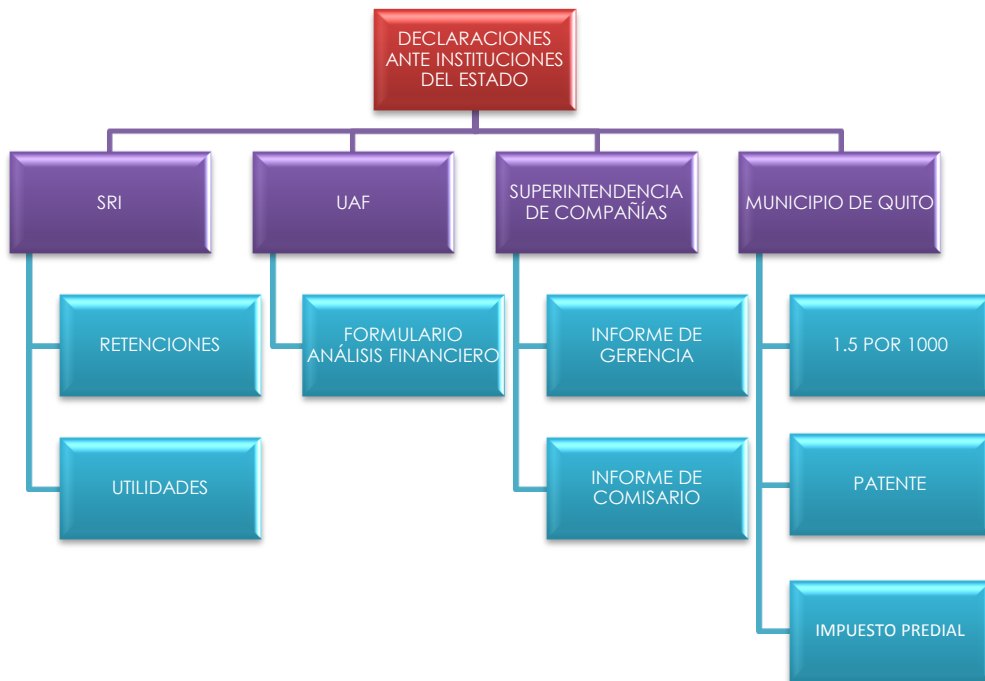 DECLARACIONES
ANTE INSTITUCIONES
DEL ESTADO
SRI
UAF
SUPERINTENDENCIA
DE COMPAÑÍAS
MUNICIPIO DE QUITO
RETENCIONES
FORMULARIO
ANÁLISIS FINANCIERO
INFORME DE
GERENCIA
1.5 POR 1000
UTILIDADES
INFORME DE
COMISARIO
PATENTE
IMPUESTO PREDIAL